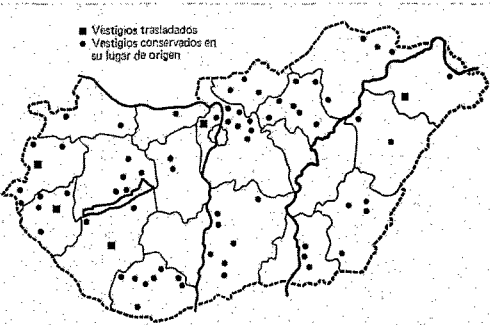 Vestigios trasladados
Vestigios conservados en
su lugar de origen